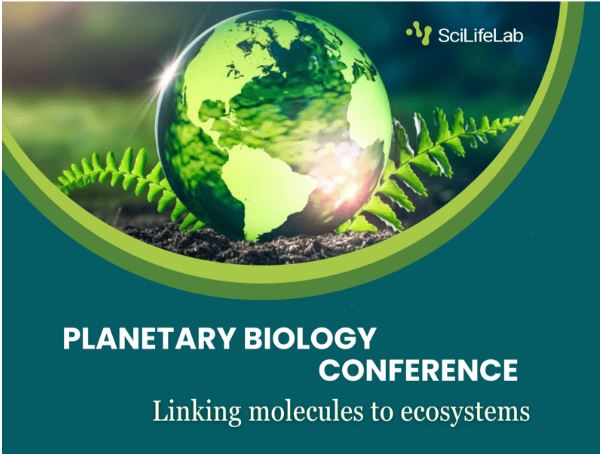 SciLifeLab
PLANETARY BIOLOGY
CONFERENCE
Linking molecules to ecosystems